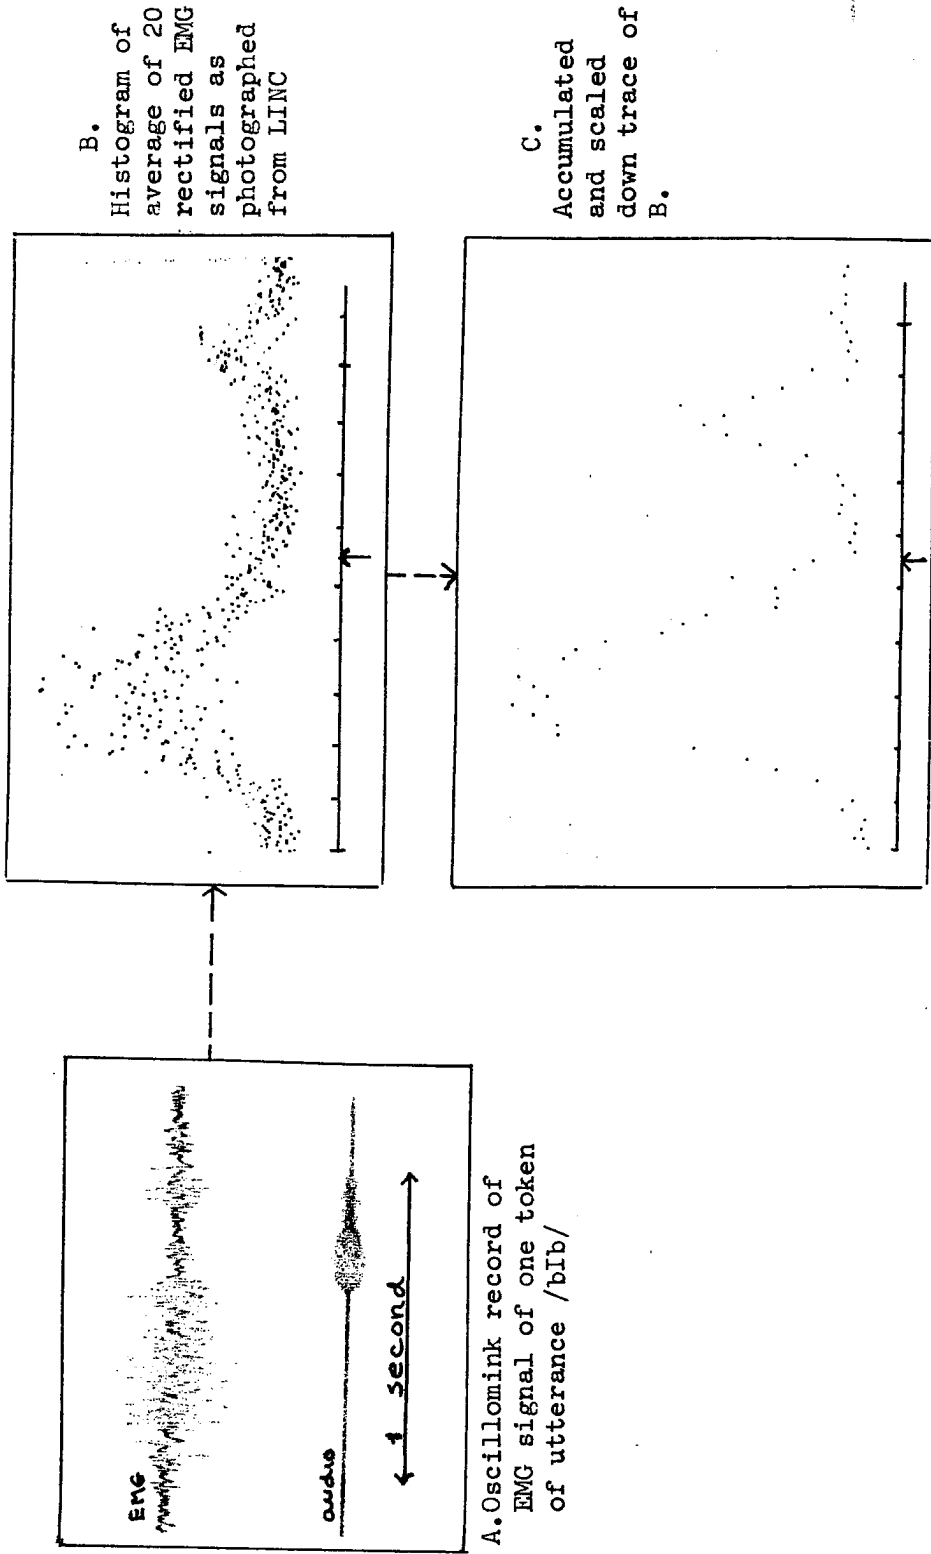 EMG
audio
1 second
A.Oscillomink record of
EMG signal of one token
of utterance /bIb/
B.
Histogram of
average of 20
rectified EMG
signals as
photographed
from LINC
C.
Accumulated
and scaled
down trace of
B.